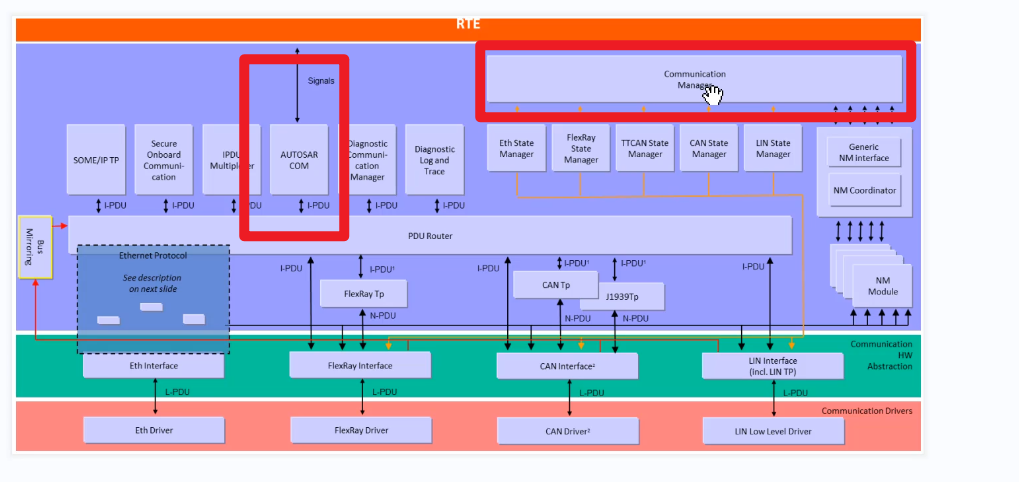 RTE
Communication
Manager
Signals
SOME/IP TP
Secure
Onboard
Communi-
cation
IPDU
Multiplexer
AUTOSAR
COM
Diagnostic
Communi-
cation
Manager
Diagnostic
Log and
Trace
Eth State
Manager
FlexRay
State
Manager
TTCAN State
Manager
CAN State
Manager
LIN State
Manager
Generic
NM interface
NM Coordinator
I-PDU
I-PDU
I-PDU
I-PDU
I-PDU
I-PDU
PDU Router
Bus
Mirroring
Ethernet Protocol
See description
on next slide
I-PDU
I-PDU¹
I-PDU
I-PDU¹
I-PDU¹
I-PDU
FlexRay Tp
CAN Tp
J1939Tp
NM
Module
N-PDU
N-PDU
N-PDU
Communication
HW
Abstraction
Eth Interface
FlexRay Interface
CAN Interface²
LIN Interface
(incl. LIN TP)
L-PDU
L-PDU
L-PDU
L-PDU
Communication Drivers
Eth Driver
FlexRay Driver
CAN Driver²
LIN Low Level Driver